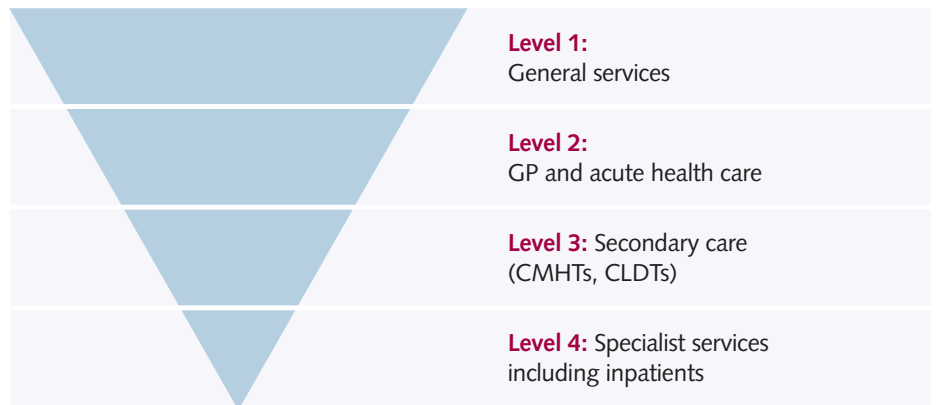 Level 1:
General services
Level 2:
GP and acute health care
Level 3: Secondary care
(CMHTs, CLDTs)
Level 4: Specialist services
including inpatients